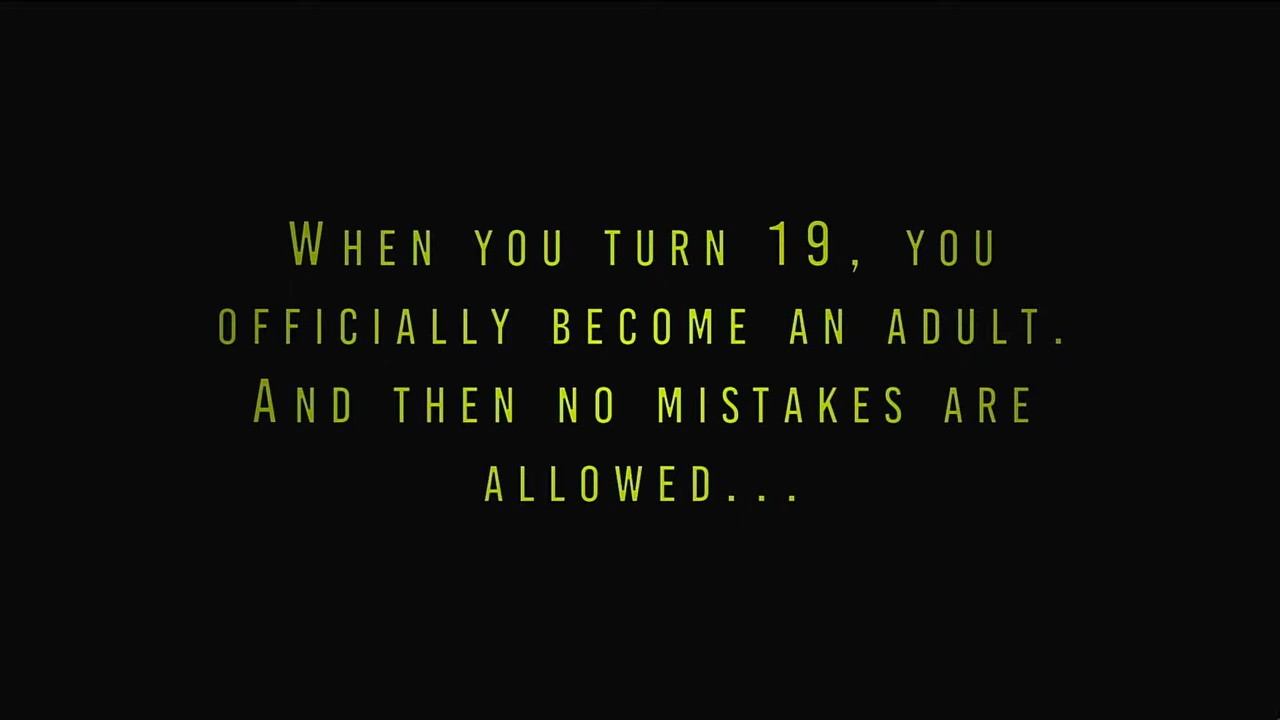 When you turn 19, you
officially become an adult.
And then no mistakes are
allowed...